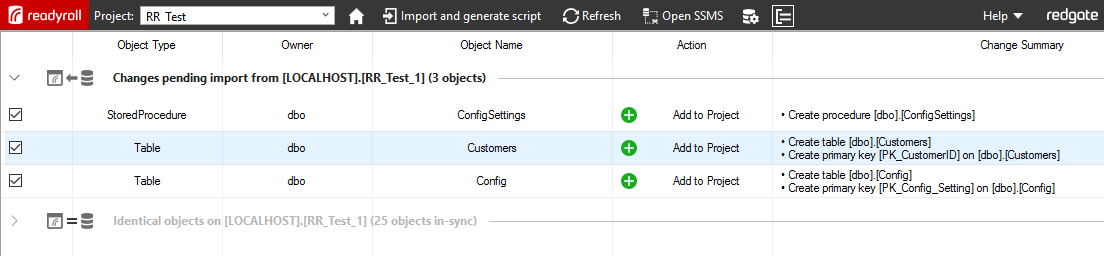 readyroll Project: RR_Test Import and generate script Refresh Open SSMS Help redgate
Object Type Owner Object Name Action Change Summary
Changes pending import from [LOCALHOST].[RR_Test_1] (3 objects)
StoredProcedure dbo ConfigSettings Add to Project • Create procedure [dbo].[ConfigSettings]
Table dbo Customers Add to Project • Create table [dbo].[Customers]
• Create primary key [PK_CustomerID] on [dbo].[Customers]
Table dbo Config Add to Project • Create table [dbo].[Config]
• Create primary key [PK_Config_Setting] on [dbo].[Config]
Identical objects on [LOCALHOST].[RR_Test_1] (25 objects in-sync)